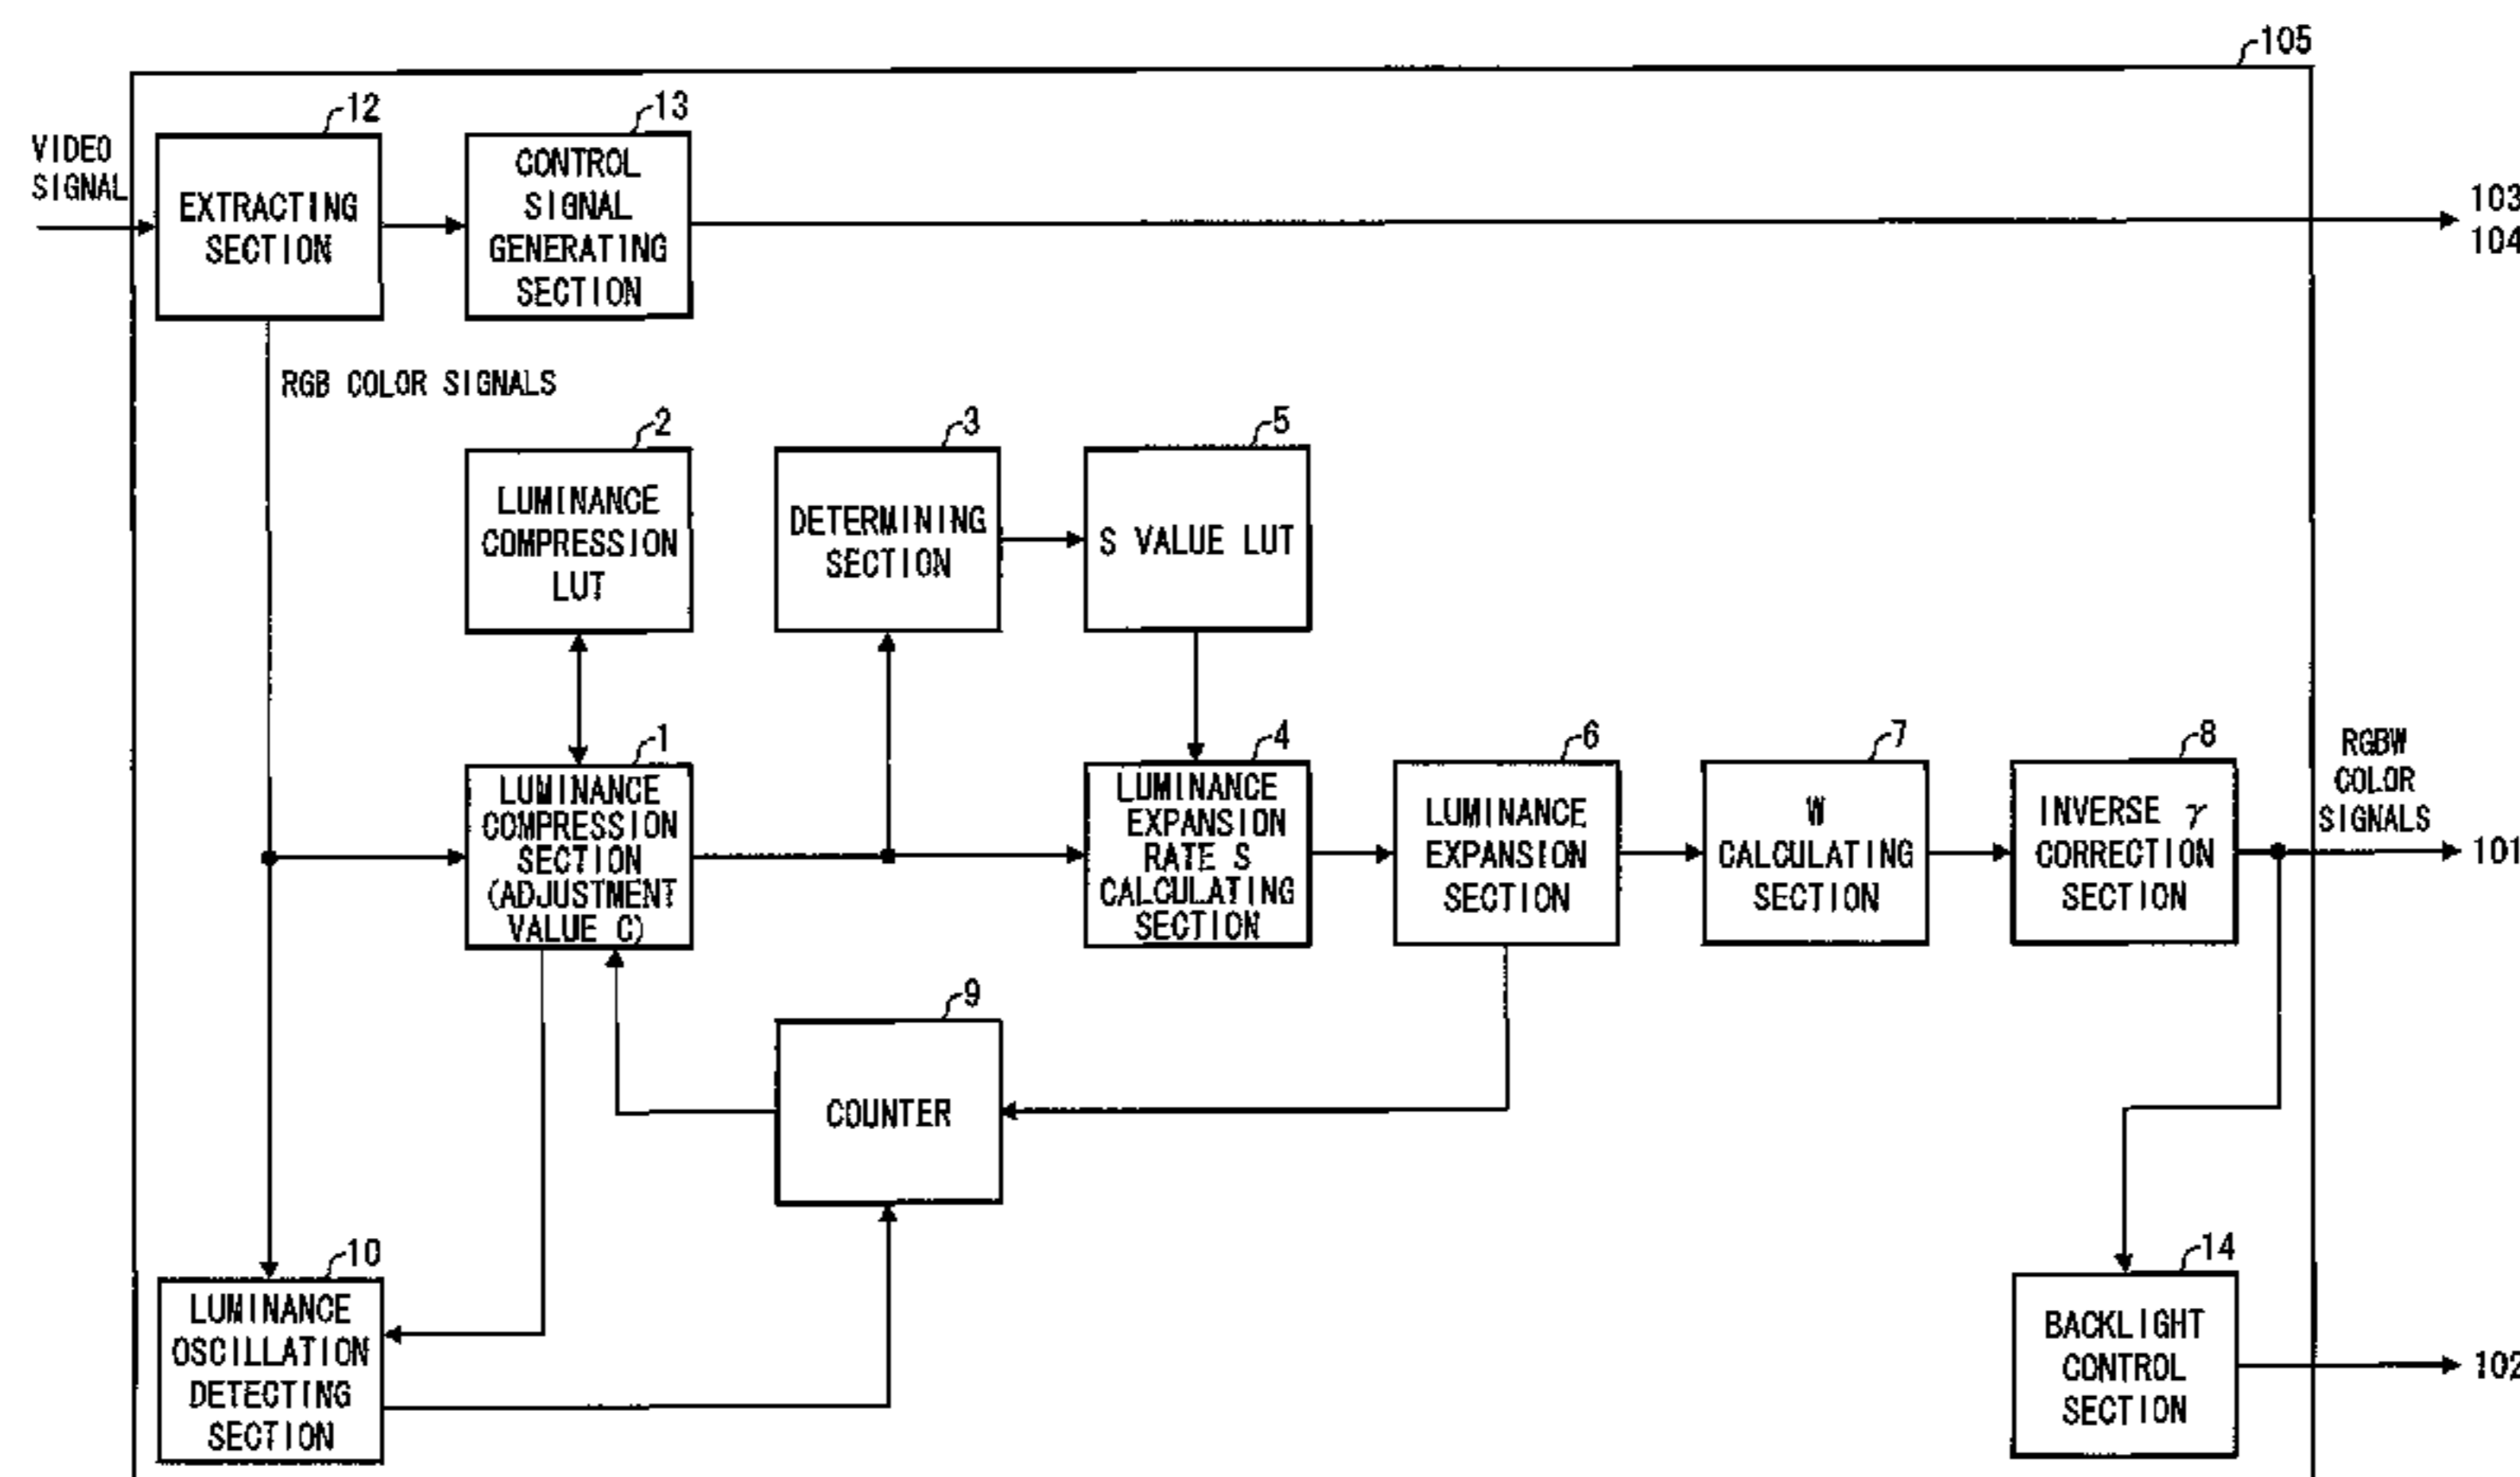 105
12
13
VIDEO
SIGNAL
EXTRACTING
SECTION
CONTROL
SIGNAL
GENERATING
SECTION
103
104
RGB COLOR SIGNALS
2
3
5
LUMINANCE
COMPRESSION
LUT
DETERMINING
SECTION
S VALUE LUT
1
4
6
7
8
LUMINANCE
COMPRESSION
SECTION
(ADJUSTMENT
VALUE C)
LUMINANCE
EXPANSION
RATE S
CALCULATING
SECTION
LUMINANCE
EXPANSION
SECTION
W
CALCULATING
SECTION
INVERSE γ
CORRECTION
SECTION
RGBW
COLOR
SIGNALS
101
9
COUNTER
10
LUMINANCE
OSCILLATION
DETECTING
SECTION
14
BACKLIGHT
CONTROL
SECTION
102